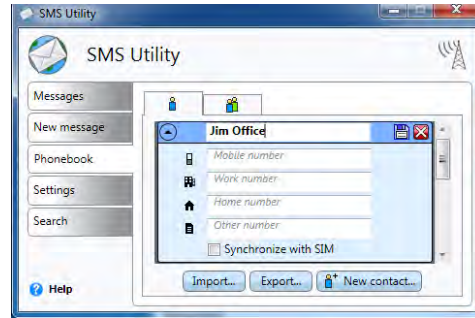 SMS Utility
SMS Utility
Messages
New message
Phonebook
Settings
Search
Help
Jim Office
Mobile number
Work number
Home number
Other number
Synchronize with SIM
Import...
Export...
New contact...